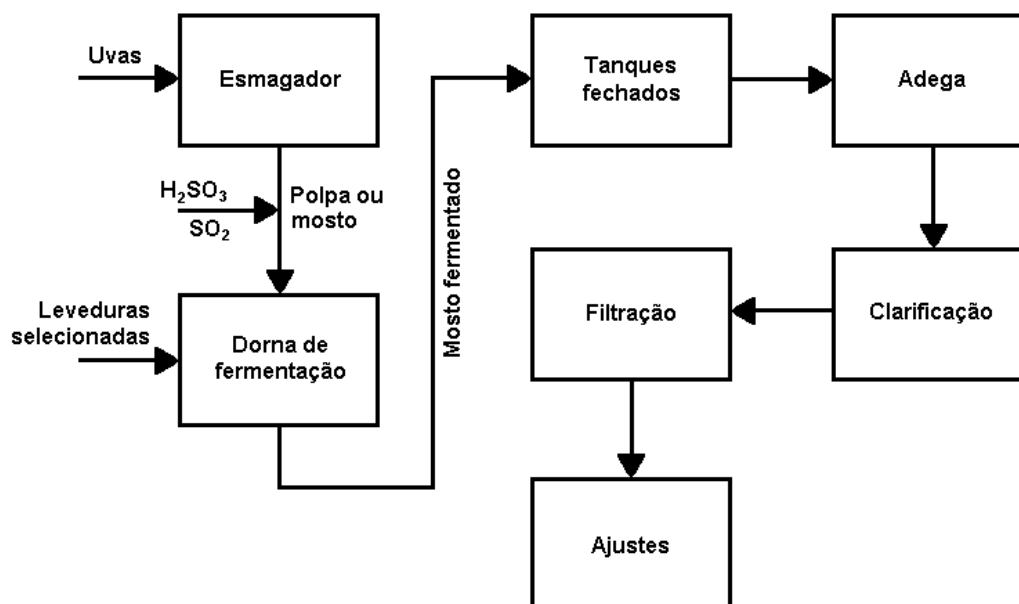 Uvas
Esmagador
H₂SO₃
SO₂
Polpa ou
mosto
Leveduras
selecionadas
Dorna de
fermentação
Mosto fermentado
Tanques
fechados
Adega
Clarificação
Filtração
Ajustes